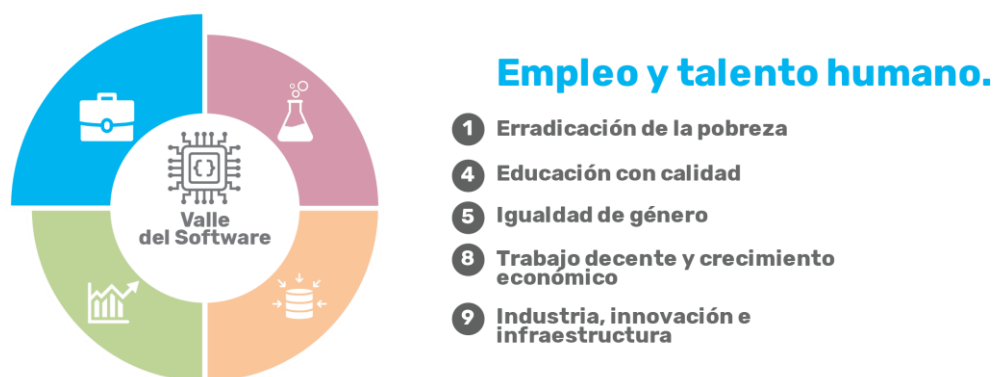 Empleo y talento humano.
1 Erradicación de la pobreza
4 Educación con calidad
5 Igualdad de género
8 Trabajo decente y crecimiento
económico
9 Industria, innovación e
infraestructura
{}
Valle
del Software